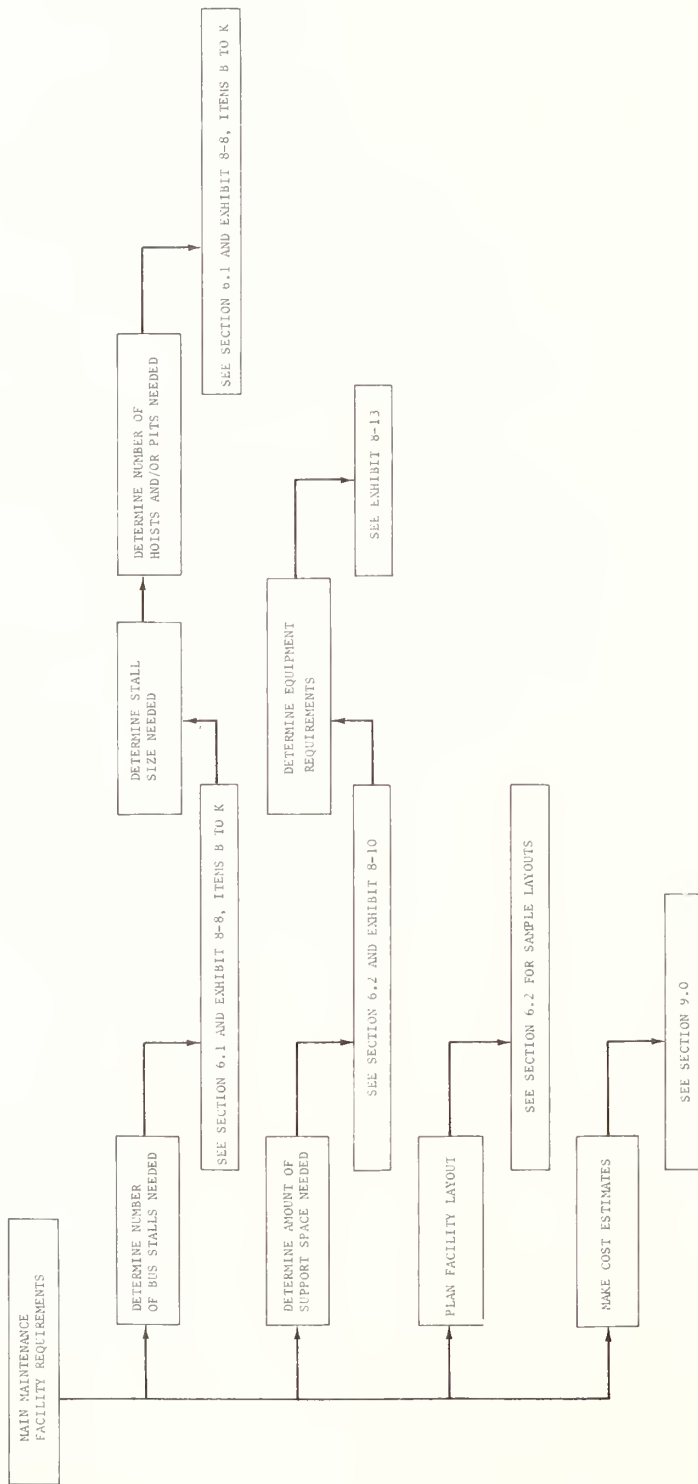 MAIN MAINTENANCE
FACILITY REQUIREMENTS
DETERMINE NUMBER
OF BUS STALLS NEEDED
SEE SECTION 6.1 AND EXHIBIT 8-8, ITEMS B TO K
DETERMINE STALL
SIZE NEEDED
DETERMINE NUMBER OF
HOISTS AND/OR PITS NEEDED
SEE SECTION 6.1 AND EXHIBIT 8-8, ITEMS B TO K
DETERMINE AMOUNT OF
SUPPORT SPACE NEEDED
SEE SECTION 6.2 AND EXHIBIT 8-10
DETERMINE EQUIPMENT
REQUIREMENTS
SEE EXHIBIT 8-13
PLAN FACILITY LAYOUT
SEE SECTION 6.2 FOR SAMPLE LAYOUTS
MAKE COST ESTIMATES
SEE SECTION 9.0